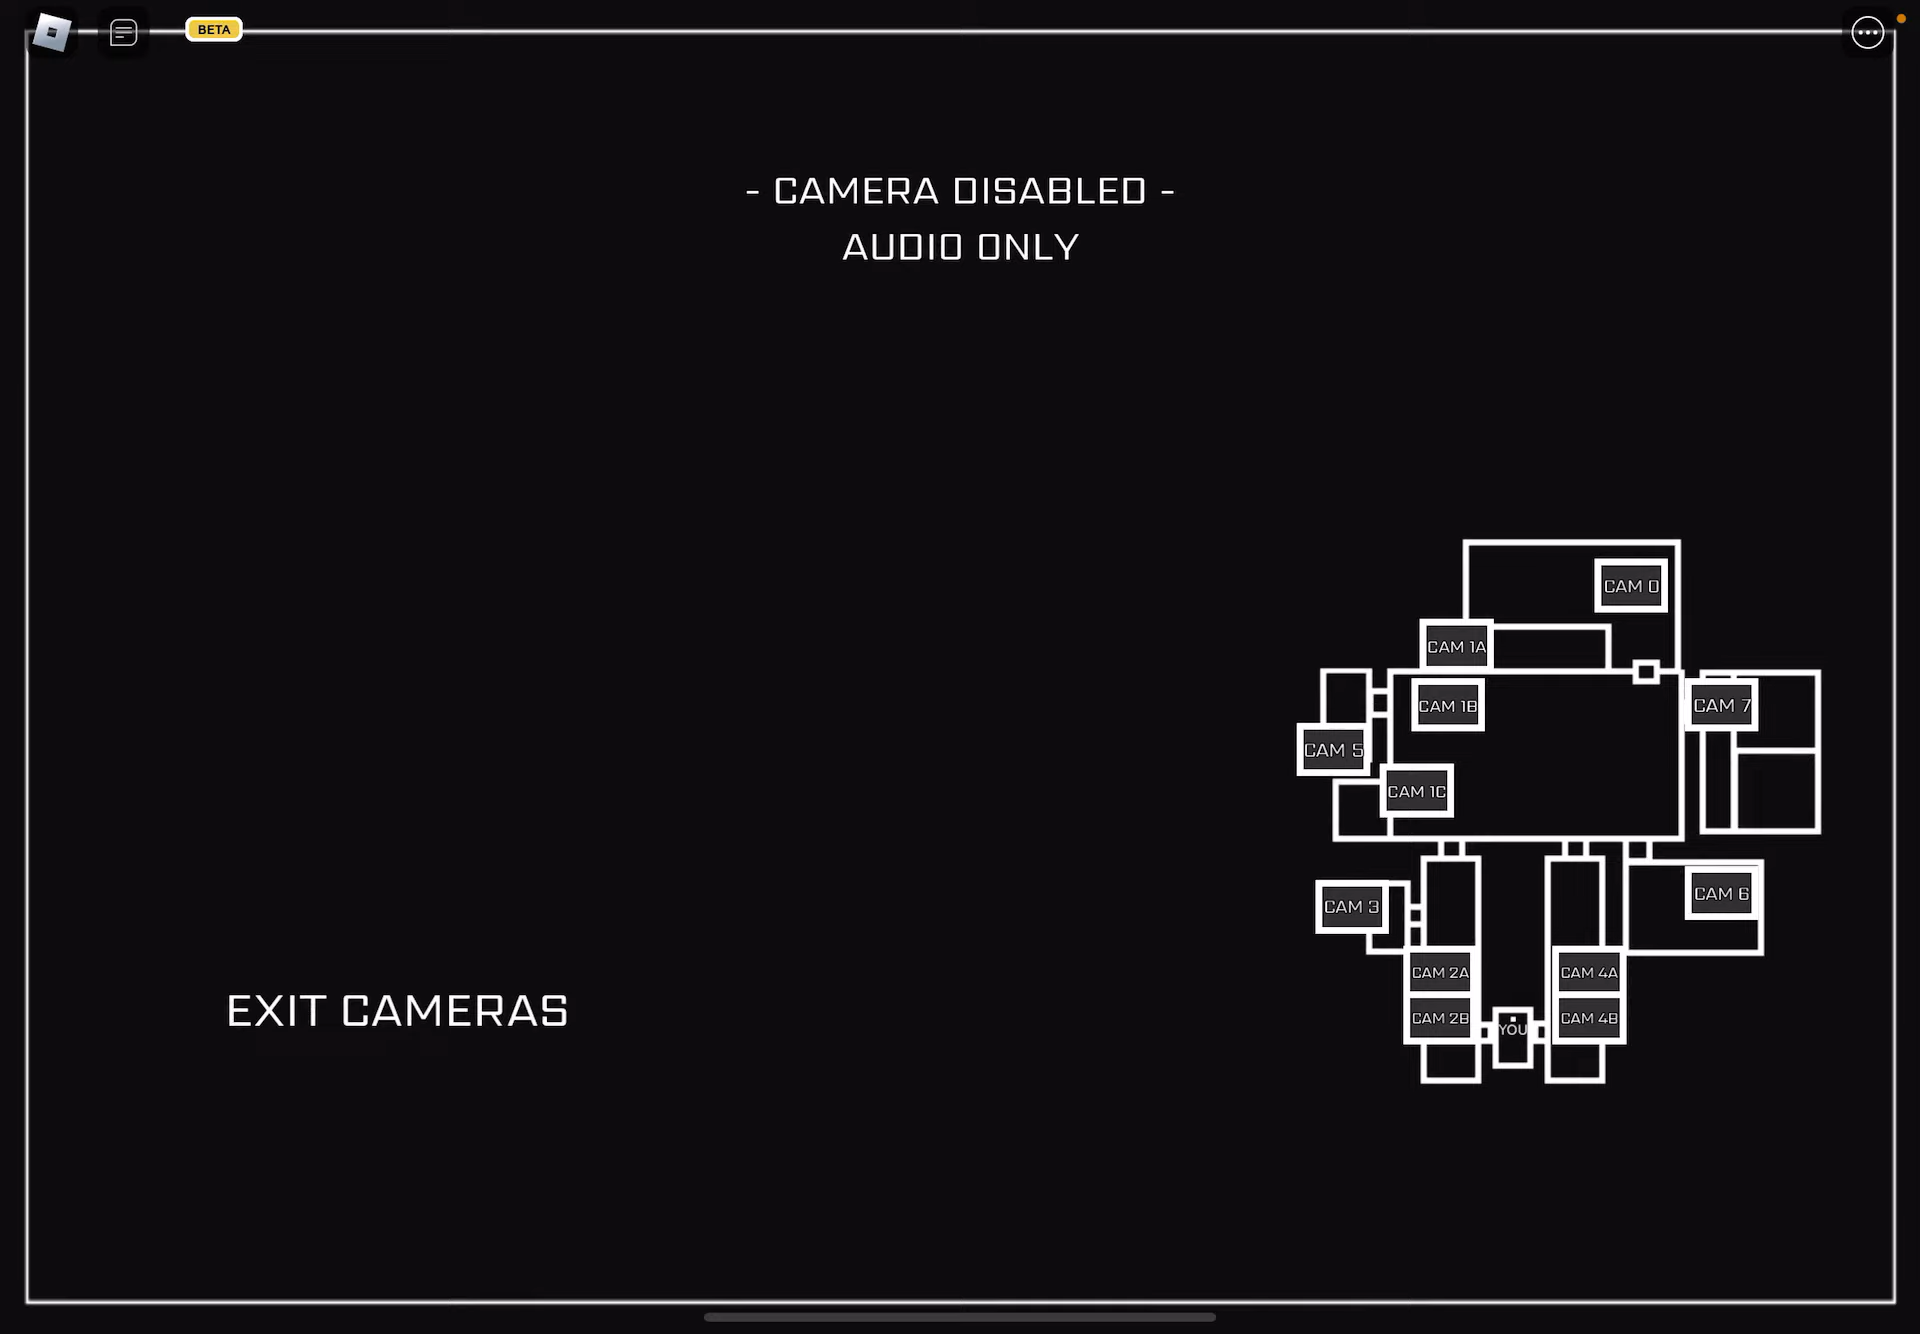 BETA
- CAMERA DISABLED -
AUDIO ONLY
CAM 0
CAM 1A
CAM 1B
CAM 7
CAM 5
CAM 1C
CAM 6
CAM 3
CAM 2A
CAM 4A
CAM 2B
CAM 4B
YOU
EXIT CAMERAS